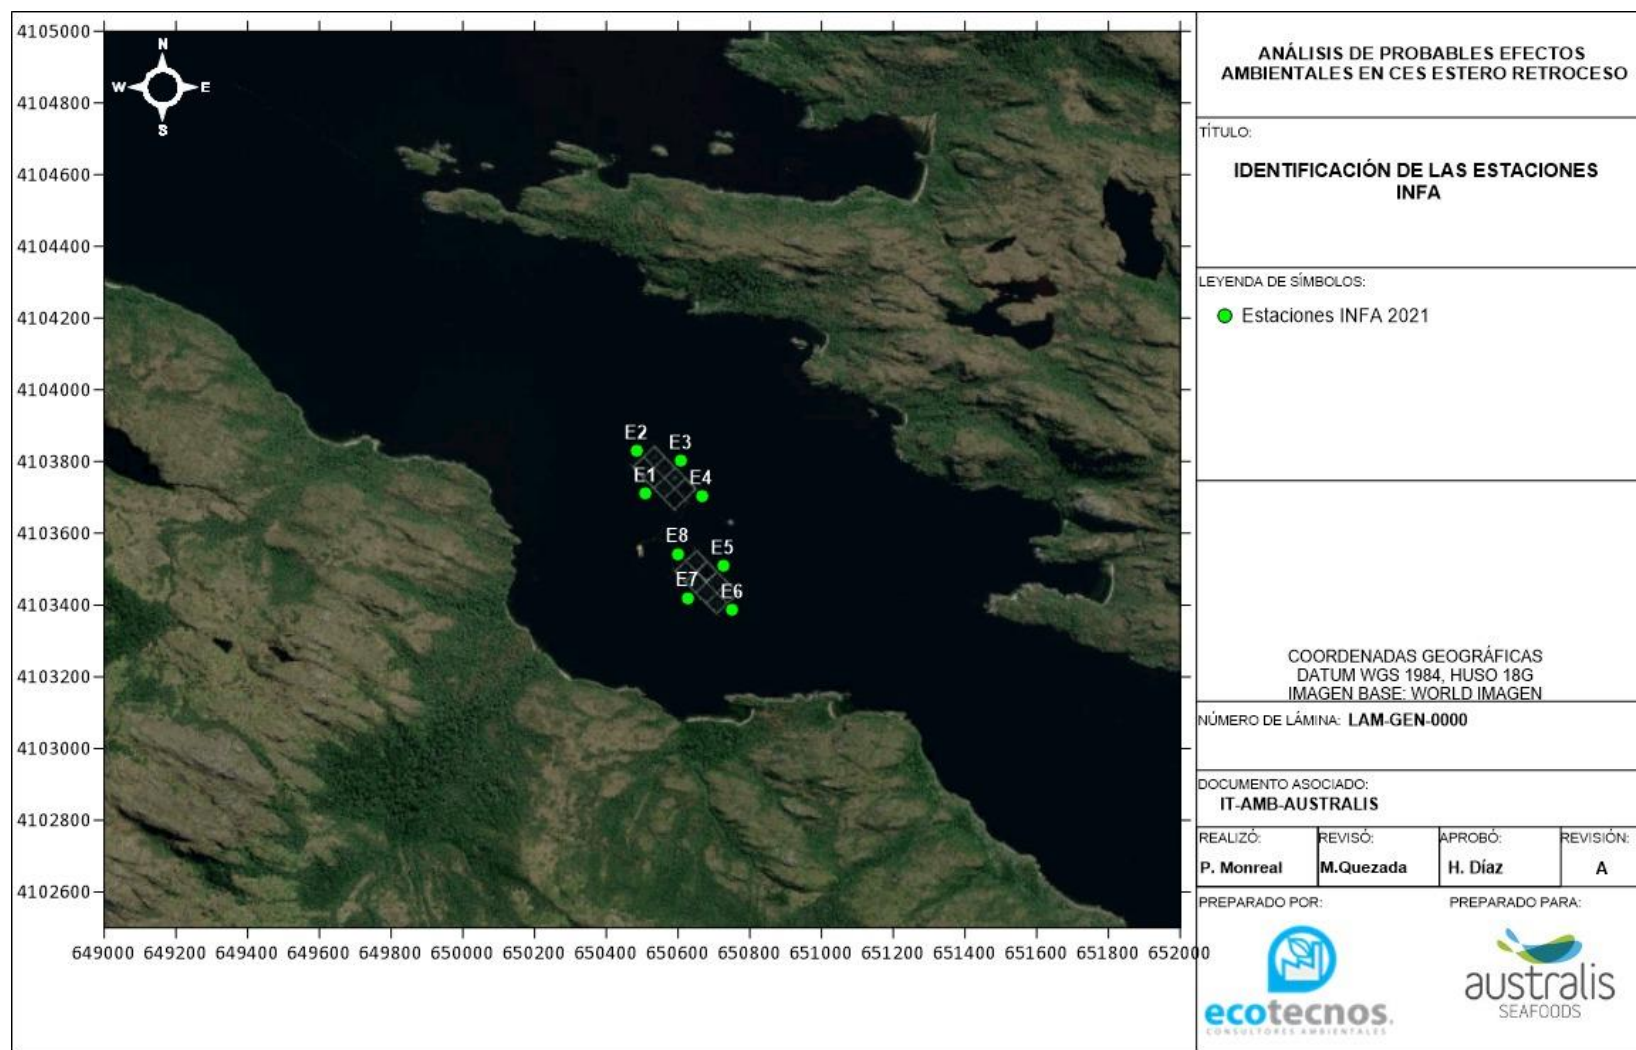 4105000
4104800
4104600
4104400
4104200
4104000
4103800
4103600
4103400
4103200
4103000
4102800
4102600
N
W E
S
E2
E3
E1
E4
E8
E5
E7
E6
649000 649200 649400 649600 649800 650000 650200 650400 650600 650800 651000 651200 651400 651600 651800 652000
ANÁLISIS DE PROBABLES EFECTOS
AMBIENTALES EN CES ESTERO RETROCESO
TÍTULO:
IDENTIFICACIÓN DE LAS ESTACIONES
INFA
LEYENDA DE SÍMBOLOS:
Estaciones INFA 2021
COORDENADAS GEOGRÁFICAS
DATUM WGS 1984, HUSO 18G
IMAGEN BASE: WORLD IMAGEN
NÚMERO DE LÁMINA: LAM-GEN-0000
DOCUMENTO ASOCIADO:
IT-AMB-AUSTRALIS
REALIZÓ: REVISÓ: APROBÓ: REVISIÓN:
P. Monreal M.Quezada H. Díaz A
PREPARADO POR: PREPARADO PARA:
ecotecnos.
CONSULTORES AMBIENTALES
australis
SEAFOODS